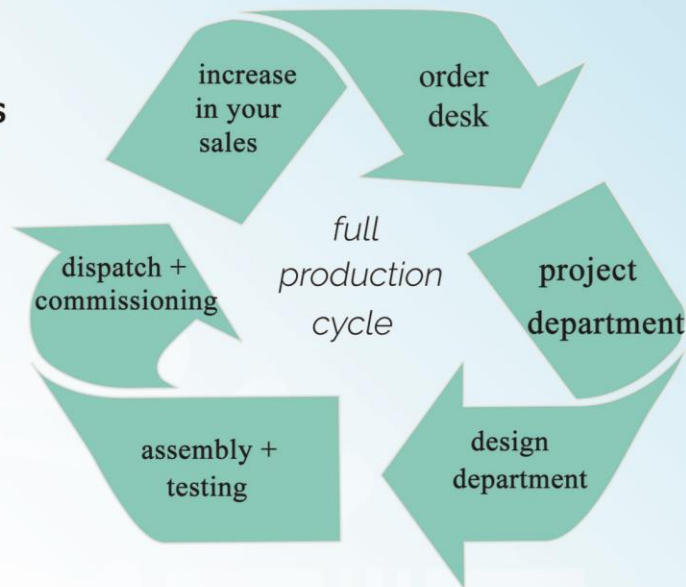 s
increase
in your
sales
order
desk
project
department
design
department
assembly +
testing
dispatch +
commissioning
full
production
cycle